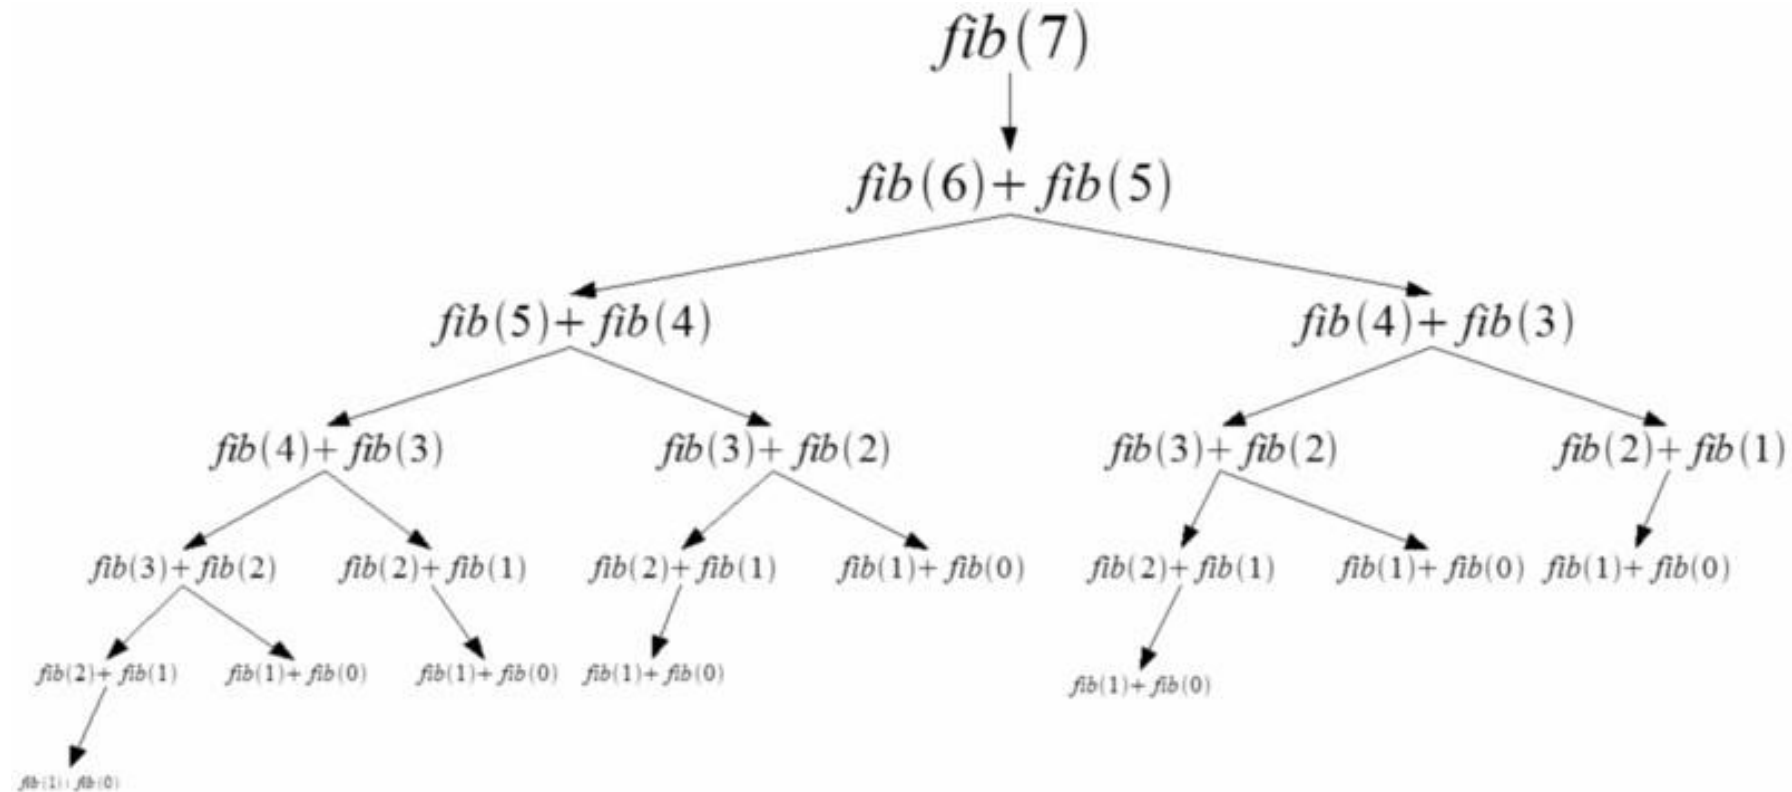 fib(7)
fib(6)+ fib(5)
fib(5)+ fib(4) fib(4)+ fib(3)
fib(4)+ fib(3) fib(3)+ fib(2) fib(3)+ fib(2) fib(2)+ fib(1)
fib(3)+ fib(2) fib(2)+ fib(1) fib(2)+ fib(1) fib(1)+ fib(0) fib(2)+ fib(1) fib(1)+ fib(0) fib(1)+ fib(0)
fib(2)+ fib(1) fib(1)+ fib(0) fib(1)+ fib(0) fib(1)+ fib(0) fib(1)+ fib(0)
fib(1)+ fib(0)